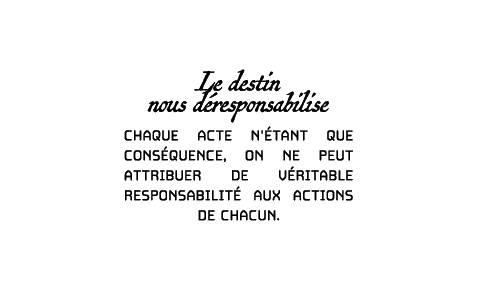 Le destin
nous déresponsabilise
CHAQUE ACTE N'ÉTANT QUE
CONSÉQUENCE, ON NE PEUT
ATTRIBUER DE VÉRITABLE
RESPONSABILITÉ AUX ACTIONS
DE CHACUN.